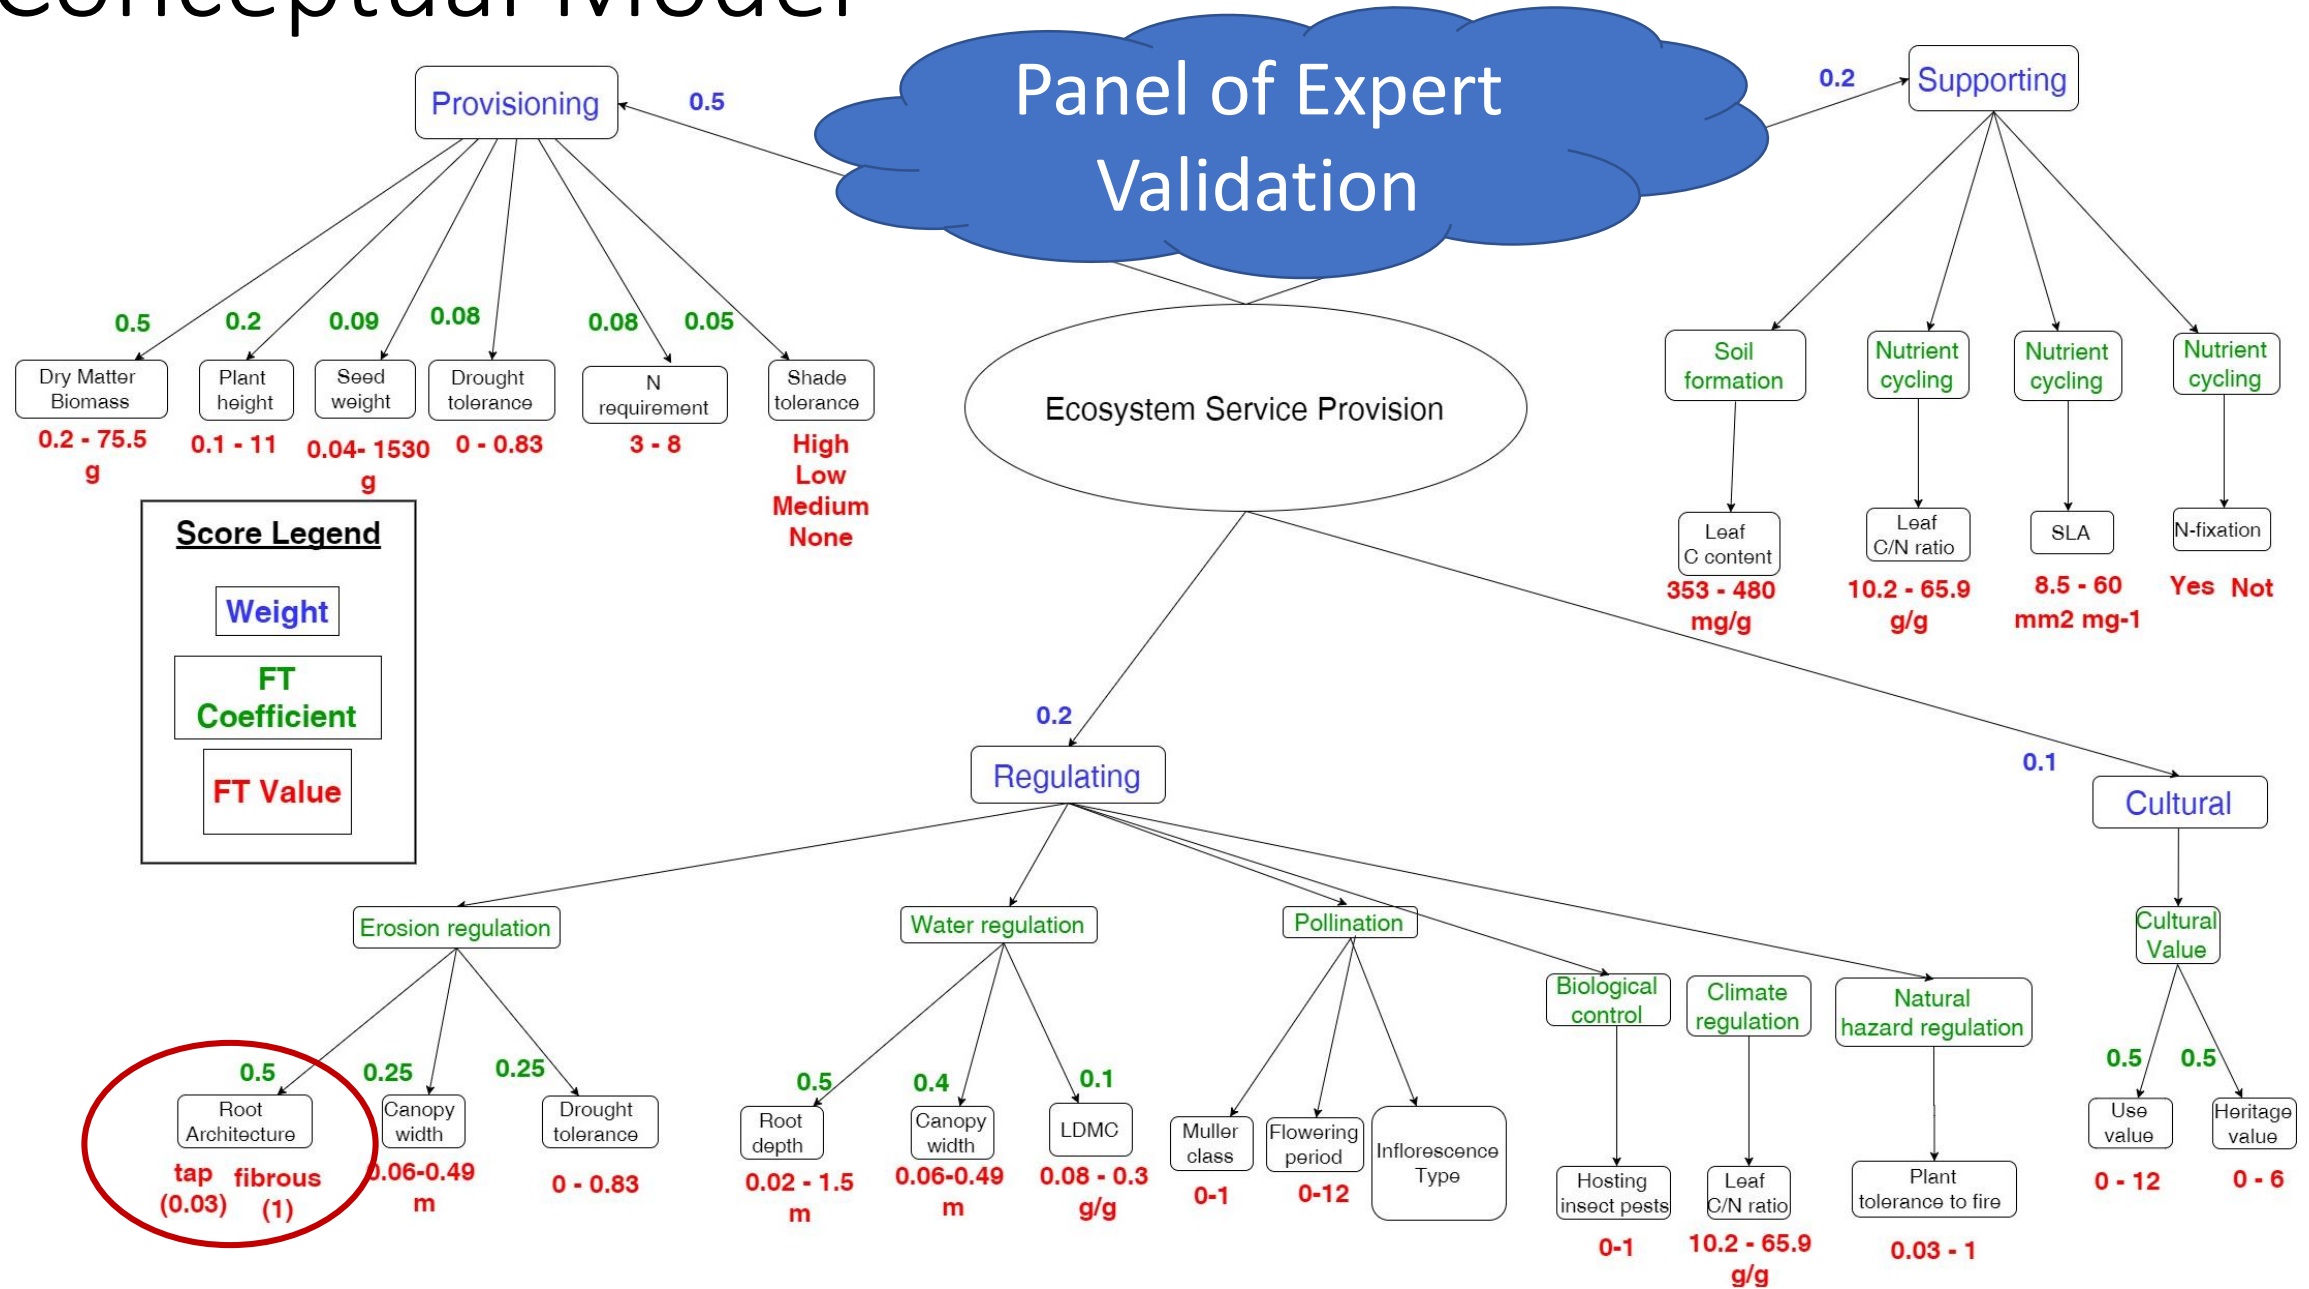 Conceptual Model
Panel of Expert
Validation
Provisioning
0.5
0.2
Supporting
0.5
0.2
0.09
0.08
0.08
0.05
Dry Matter
Biomass
0.2 - 75.5
g
Plant
height
0.1 - 11
Seed
weight
0.04- 1530
g
Drought
tolerance
0 - 0.83
N
requirement
3 - 8
Shade
tolerance
High
Low
Medium
None
Ecosystem Service Provision
Soil
formation
Nutrient
cycling
Nutrient
cycling
Nutrient
cycling
Leaf
C content
353 - 480
mg/g
Leaf
C/N ratio
10.2 - 65.9
g/g
SLA
8.5 - 60
mm2 mg-1
N-fixation
Yes Not
Score Legend
Weight
FT
Coefficient
FT Value
0.2
Regulating
0.1
Cultural
Erosion regulation
Water regulation
Pollination
Biological
control
Climate
regulation
Natural
hazard regulation
Cultural
Value
0.5
0.25
0.25
Root
Architecture
tap
(0.03)
fibrous
(1)
Canopy
width
0.06-0.49
m
Drought
tolerance
0 - 0.83
0.5
0.4
0.1
Root
depth
0.02 - 1.5
m
Canopy
width
0.06-0.49
m
LDMC
0.08 - 0.3
g/g
Muller
class
0-1
Flowering
period
0-12
Inflorescence
Type
Hosting
insect pests
0-1
Leaf
C/N ratio
10.2 - 65.9
g/g
Plant
tolerance to fire
0.03 - 1
0.5
0.5
Use
value
0 - 12
Heritage
value
0 - 6